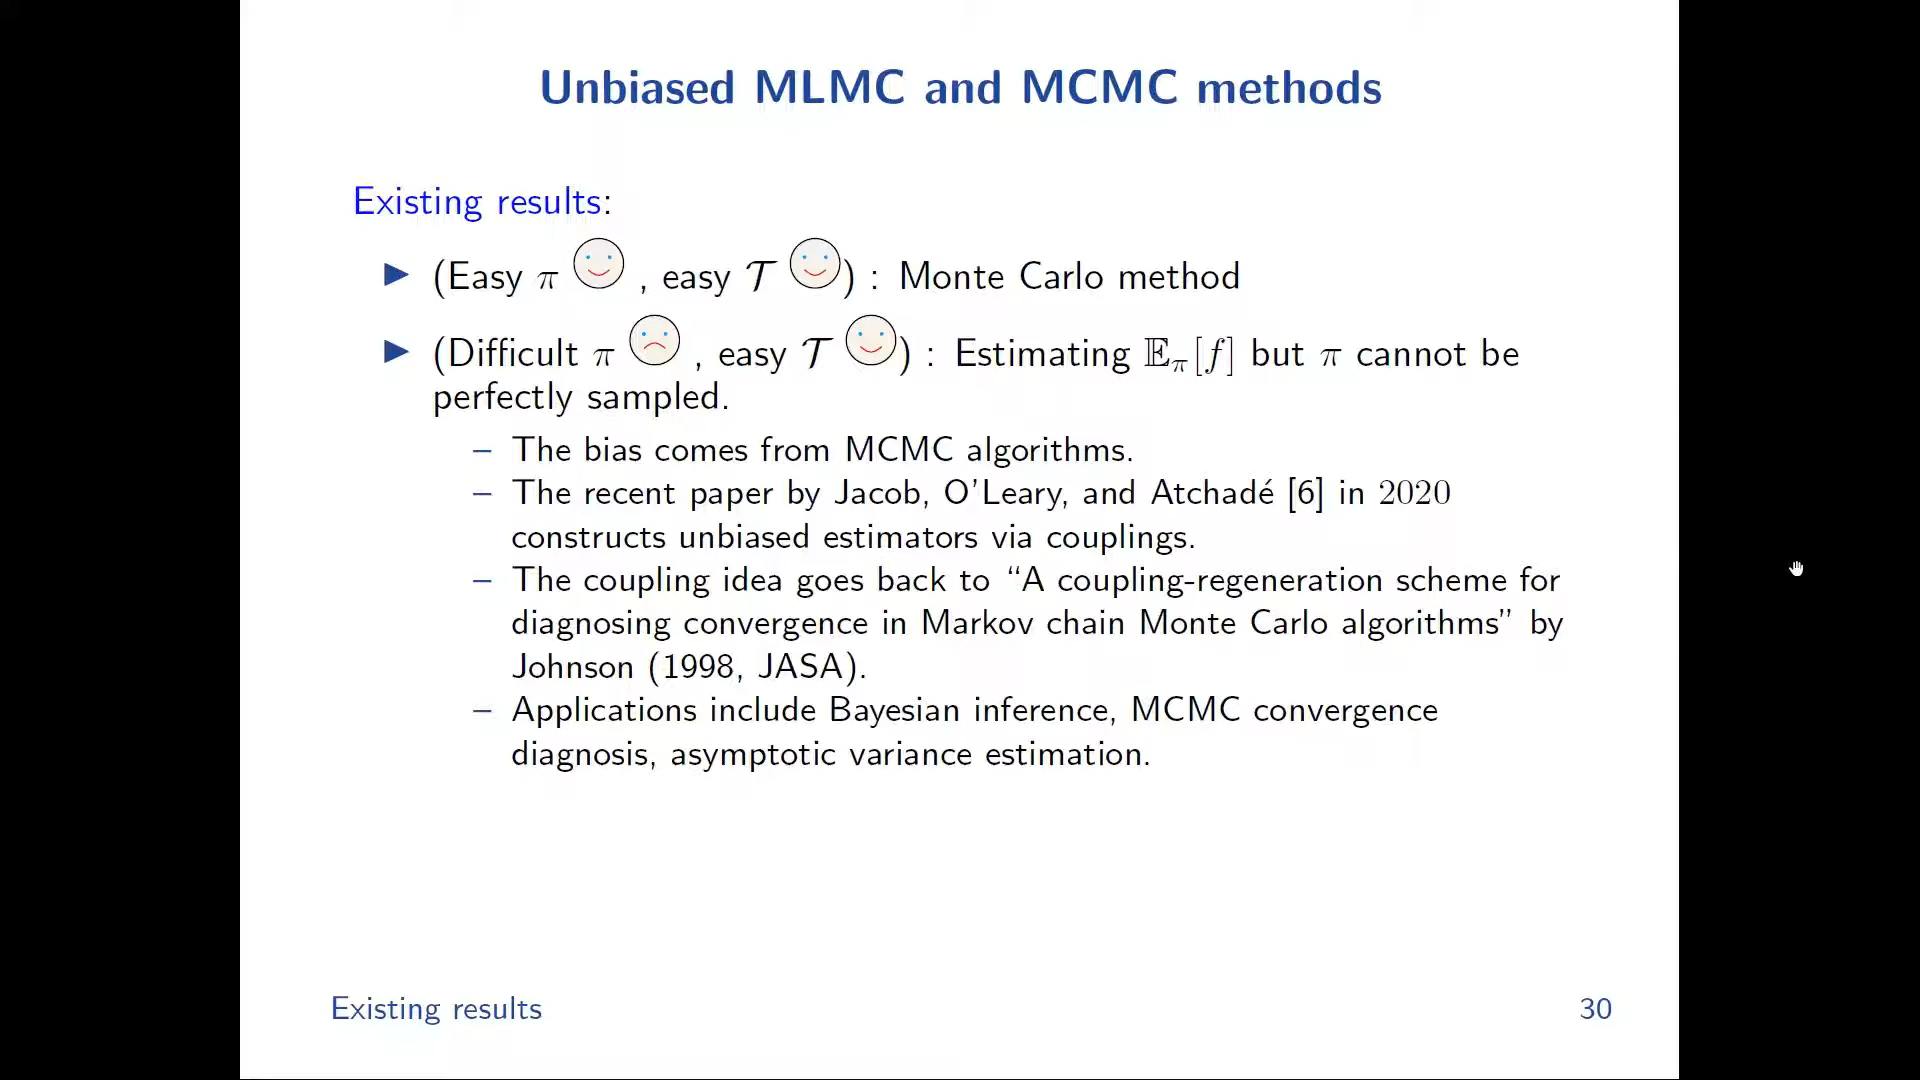 Unbiased MLMC and MCMC methods
Existing results:
▶ (Easy π , easy 𝒯 ) : Monte Carlo method
▶ (Difficult π , easy 𝒯 ) : Estimating 𝔼_π[f] but π cannot be
perfectly sampled.
– The bias comes from MCMC algorithms.
– The recent paper by Jacob, O’Leary, and Atchadé [6] in 2020
constructs unbiased estimators via couplings.
– The coupling idea goes back to “A coupling-regeneration scheme for
diagnosing convergence in Markov chain Monte Carlo algorithms” by
Johnson (1998, JASA).
– Applications include Bayesian inference, MCMC convergence
diagnosis, asymptotic variance estimation.
Existing results
30